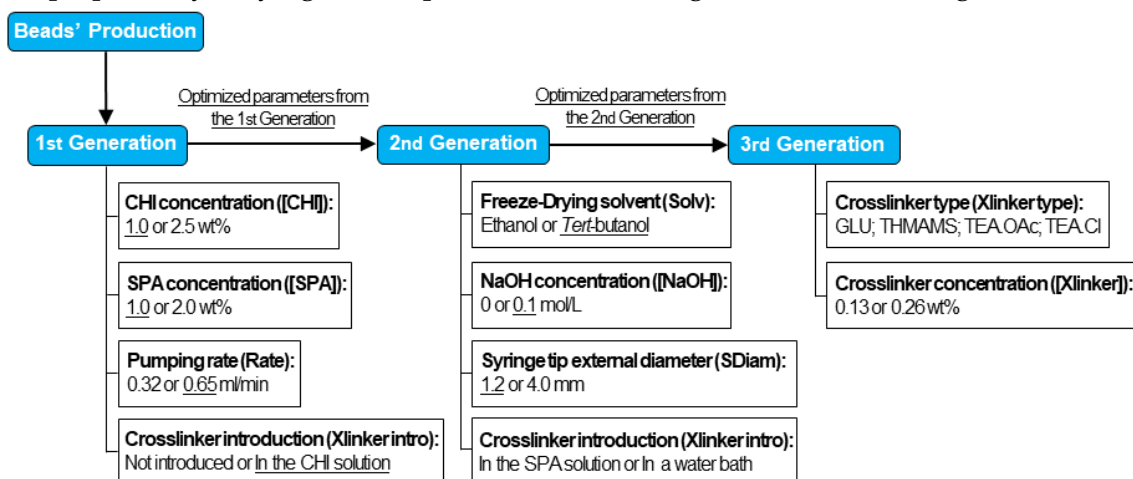 Beads' Production
Optimized parameters from
the 1st Generation
Optimized parameters from
the 2nd Generation
1st Generation
2nd Generation
3rd Generation
CHI concentration ([CHI]):
1.0 or 2.5 wt%
SPA concentration ([SPA]):
1.0 or 2.0 wt%
Pumping rate (Rate):
0.32 or 0.65 ml/min
Crosslinker introduction (Xlinker intro):
Not introduced or In the CHI solution
Freeze-Drying solvent (Solv):
Ethanol or Tert-butanol
NaOH concentration ([NaOH]):
0 or 0.1 mol/L
Syringe tip external diameter (SDiam):
1.2 or 4.0 mm
Crosslinker introduction (Xlinker intro):
In the SPA solution or In a water bath
Crosslinker type (Xlinker type):
GLU; THMAMS; TEA.OAc; TEA.Cl
Crosslinker concentration ([Xlinker]):
0.13 or 0.26 wt%